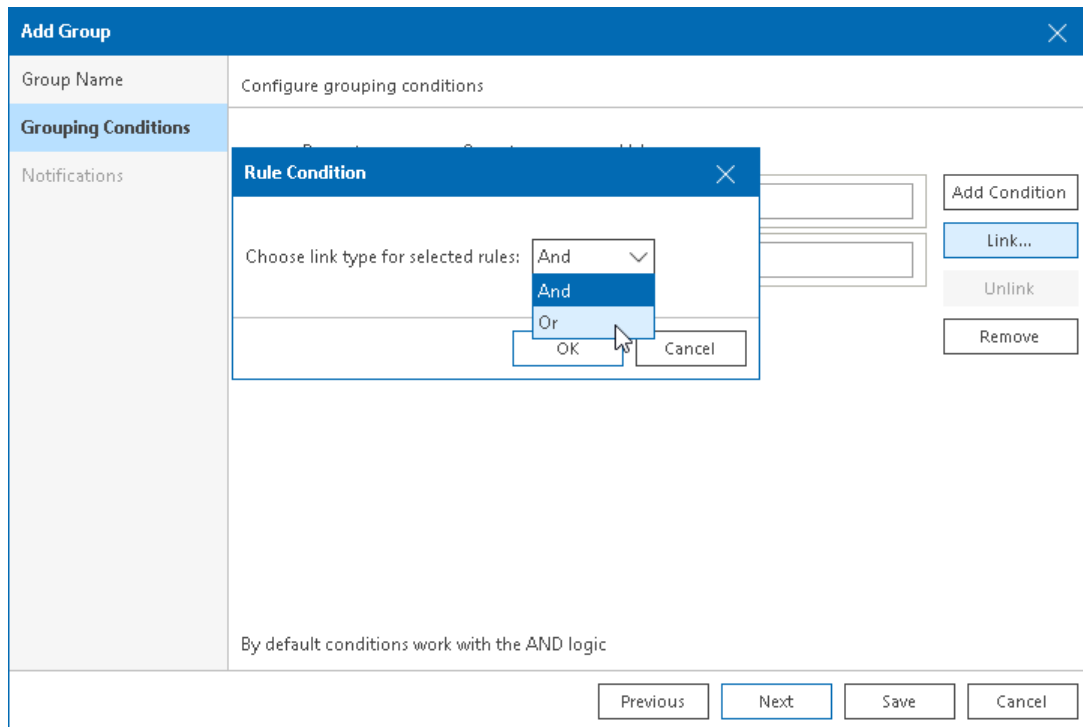 Add Group
Group Name
Configure grouping conditions
Grouping Conditions
Notifications
Rule Condition
Add Condition
Choose link type for selected rules: And
Link...
And
Unlink
Or
OK
Cancel
Remove
By default conditions work with the AND logic
Previous
Next
Save
Cancel